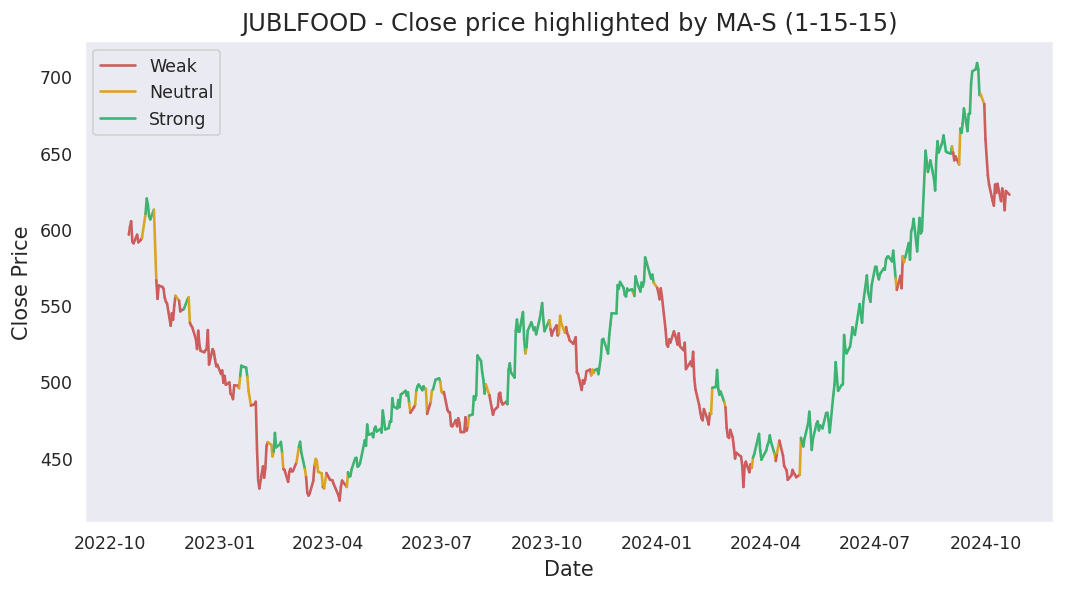 JUBLFOOD - Close price highlighted by MA-S (1-15-15)
Weak
Neutral
Strong
Close Price
700
650
600
550
500
450
2022-10 2023-01 2023-04 2023-07 2023-10 2024-01 2024-04 2024-07 2024-10
Date